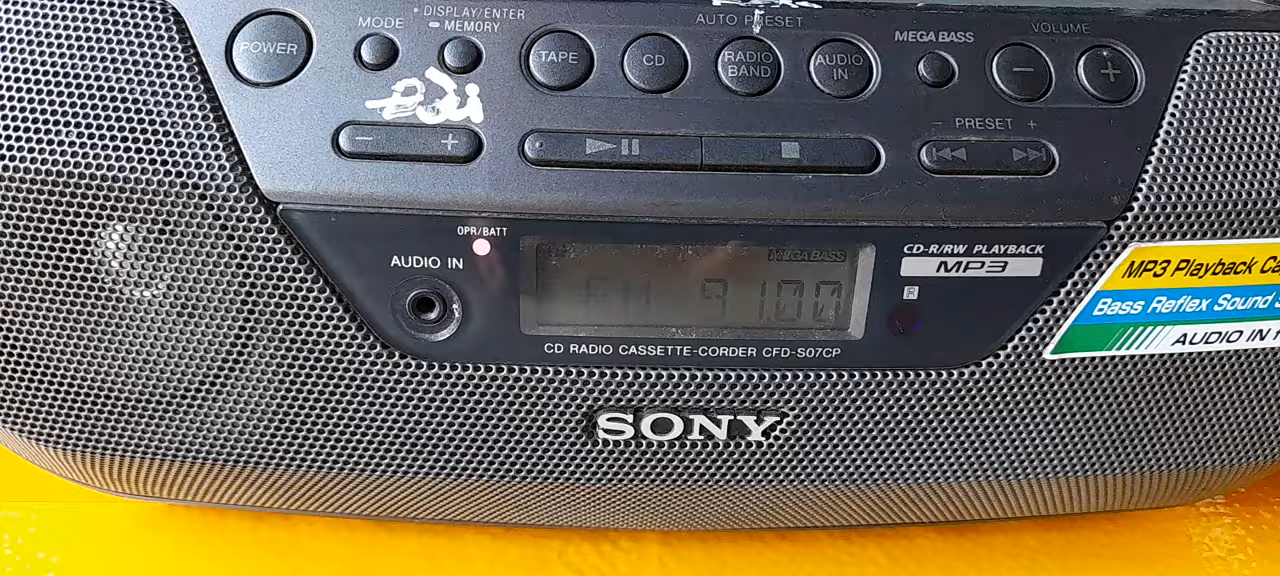 POWER
MODE
• DISPLAY/ENTER
MEMORY
AUTO PRESET
TAPE
CD
RADIO BAND
AUDIO IN
MEGA BASS
VOLUME
− +
− +
− PRESET +
OPR/BATT
AUDIO IN
MEGA BASS
FM 91.00
CD-R/RW PLAYBACK
MP3
R
CD RADIO CASSETTE-CORDER CFD-S07CP
SONY
MP3 Playback
Bass Reflex Sound
AUDIO IN